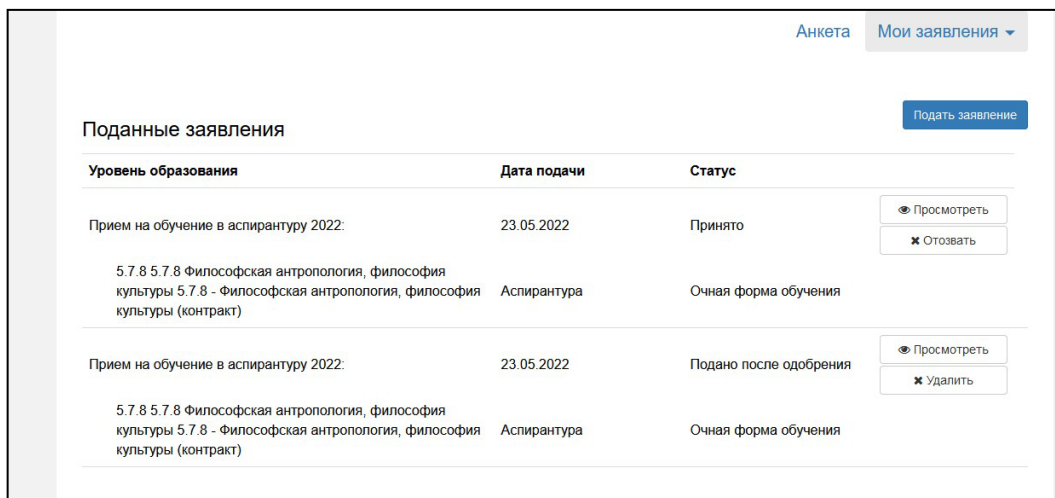 Анкета Мои заявления
Подать заявление
Поданные заявления
Уровень образования Дата подачи Статус
Прием на обучение в аспирантуру 2022: 23.05.2022 Принято
Просмотреть
Отозвать
5.7.8 5.7.8 Философская антропология, философия
культуры 5.7.8 - Философская антропология, философия
культуры (контракт)
Аспирантура Очная форма обучения
Прием на обучение в аспирантуру 2022: 23.05.2022 Подано после одобрения
Просмотреть
Удалить
5.7.8 5.7.8 Философская антропология, философия
культуры 5.7.8 - Философская антропология, философия
культуры (контракт)
Аспирантура Очная форма обучения